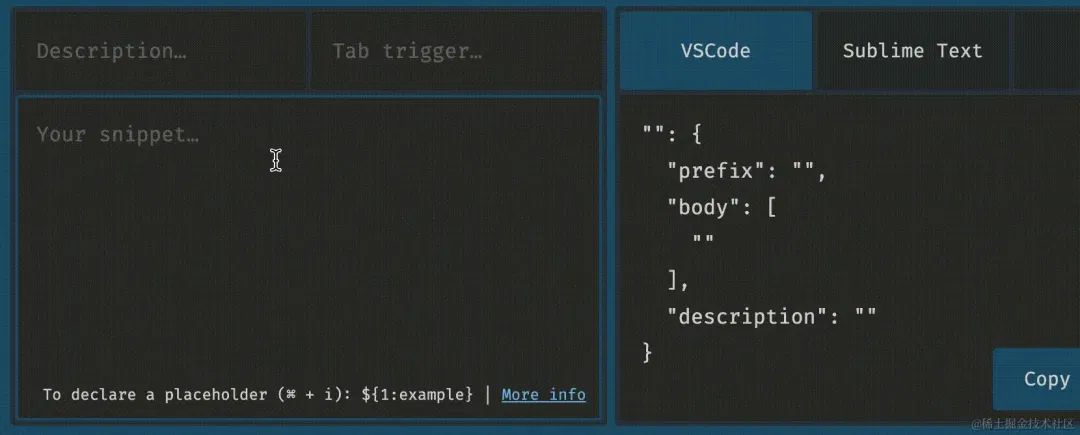 Description…
Tab trigger…
Your snippet…
To declare a placeholder (⌘ + i): ${1:example} | More info
VSCode
Sublime Text
"": {
"prefix": "",
"body": [
""
],
"description": ""
}
Copy
@稀土掘金技术社区